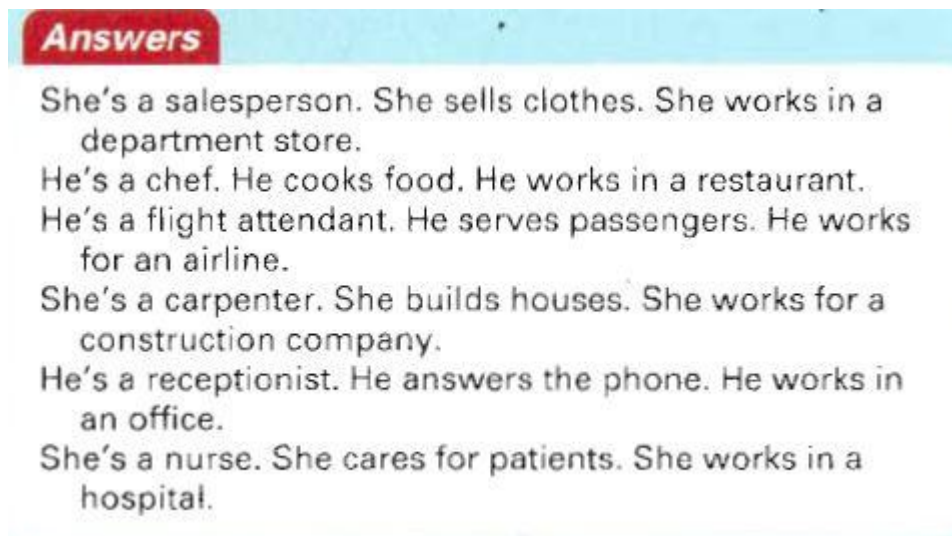 Answers
She's a salesperson. She sells clothes. She works in a
department store.
He's a chef. He cooks food. He works in a restaurant.
He's a flight attendant. He serves passengers. He works
for an airline.
She's a carpenter. She builds houses. She works for a
construction company.
He's a receptionist. He answers the phone. He works in
an office.
She's a nurse. She cares for patients. She works in a
hospital.